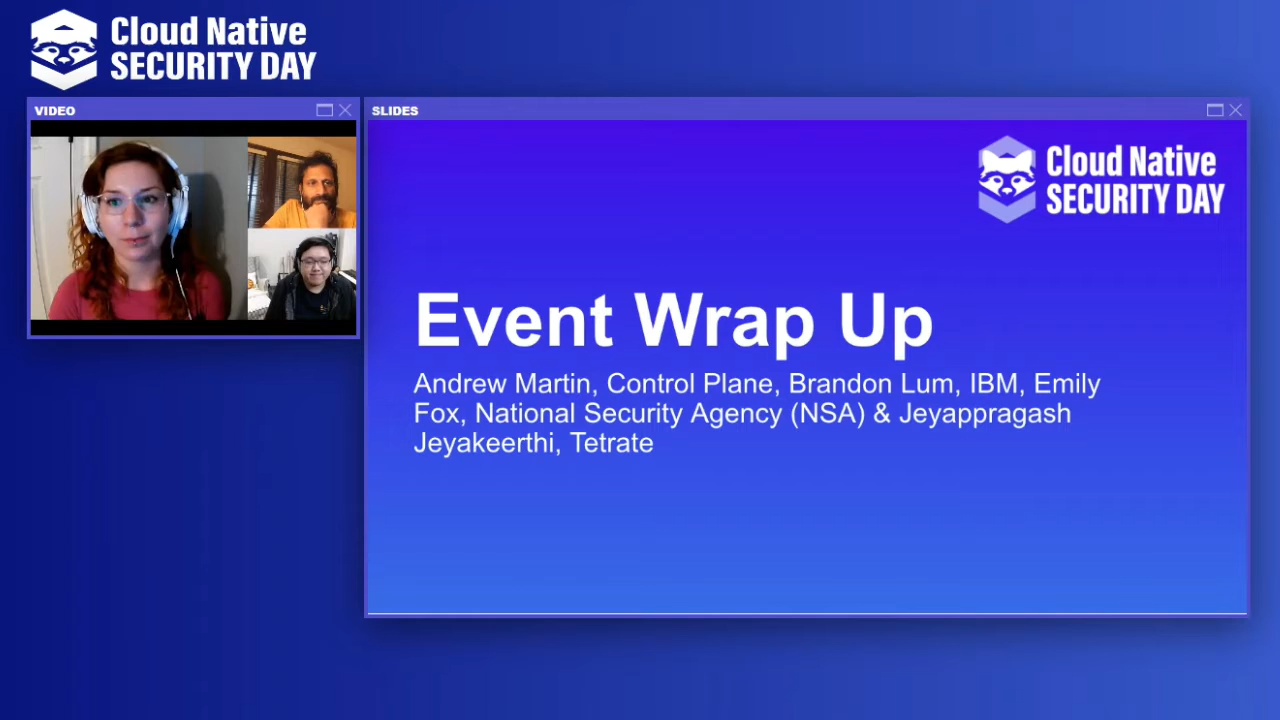 Cloud Native
SECURITY DAY
VIDEO
SLIDES
Cloud Native
SECURITY DAY
Event Wrap Up
Andrew Martin, Control Plane, Brandon Lum, IBM, Emily
Fox, National Security Agency (NSA) & Jeyappragash
Jeyakeerthi, Tetrate